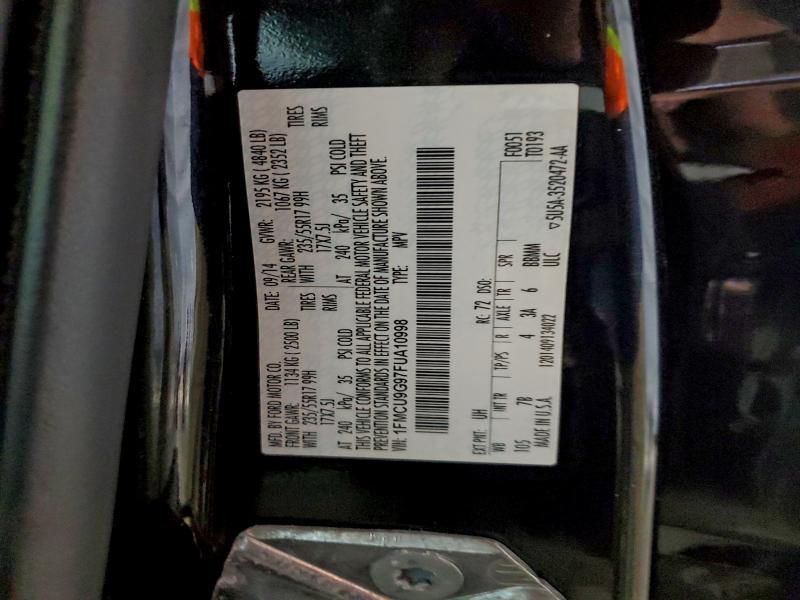 MFD. BY FORD MOTOR CO.
DATE: 09/14 GVWR: 2195 KG ( 4840 LB)
FRONT GAWR: 1134 KG ( 2500 LB) REAR GAWR: 1067 KG ( 2352 LB)
WITH 235/55R17 99H TIRES WITH 235/55R17 99H TIRES
17X7.5J RIMS 17X7.5J RIMS
AT 240 kPa/ 35 PSI COLD AT 240 kPa/ 35 PSI COLD
THIS VEHICLE CONFORMS TO ALL APPLICABLE FEDERAL MOTOR VEHICLE SAFETY AND THEFT
PREVENTION STANDARDS IN EFFECT ON THE DATE OF MANUFACTURE SHOWN ABOVE.
VIN: 1FMCU9G97FUA10998 TYPE: MPV
EXT PNT: UH RC: 72 DSO: F0051
T0193
WB INT TR TP/PS R AXLE TR SPR
105 7B 4 3A 6 BBMM
MADE IN U.S.A. 1201409134022 ULC
▽5U5A-3520472-AA